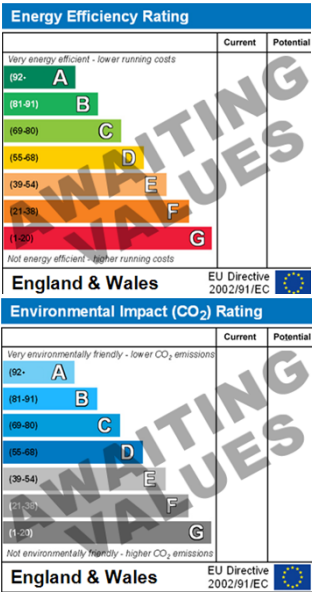 Energy Efficiency Rating
Current Potential
Very energy efficient - lower running costs
(92- A
(81-91) B
(69-80) C
(55-68) D
(39-54) E
(21-38) F
(1-20) G
AWAITING
VALUES
Not energy efficient - higher running costs
England & Wales
EU Directive
2002/91/EC
Environmental Impact (CO₂) Rating
Current Potential
Very environmentally friendly - lower CO₂ emissions
(92- A
(81-91) B
(69-80) C
(55-68) D
(39-54) E
(21-38) F
(1-20) G
AWAITING
VALUES
Not environmentally friendly - higher CO₂ emissions
England & Wales
EU Directive
2002/91/EC